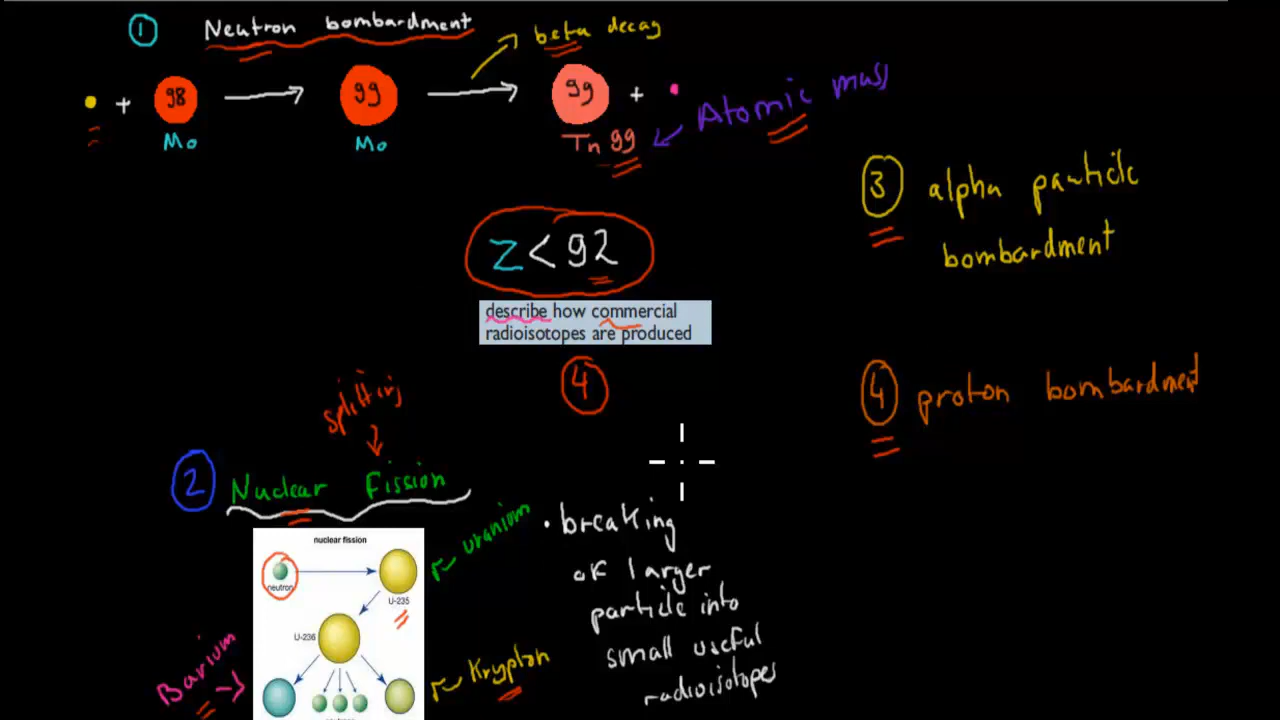 1 Neutron bombardment
beta decay
+ 98 99 99 +
Mo Mo Tn 99
Atomic mass
3 alpha particle
bombardment
Z < 92
describe how commercial
radioisotopes are produced
4
4 proton bombardment
splitting
2 Nuclear Fission
nuclear fission
neutron
U-235
uranium
U-236
Barium
Krypton
• breaking
of larger
particle into
small useful
radioisotopes